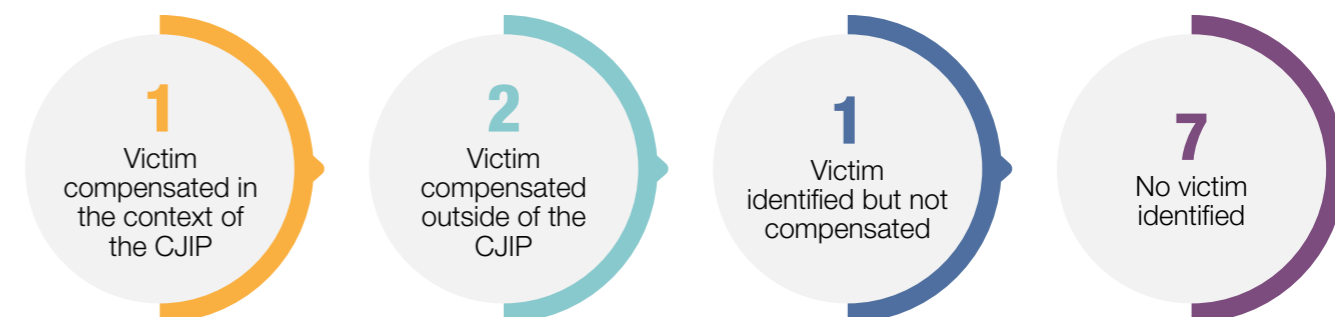 1
Victim
compensated in
the context of
the CJIP
2
Victim
compensated
outside of the
CJIP
1
Victim
identified but not
compensated
7
No victim
identified